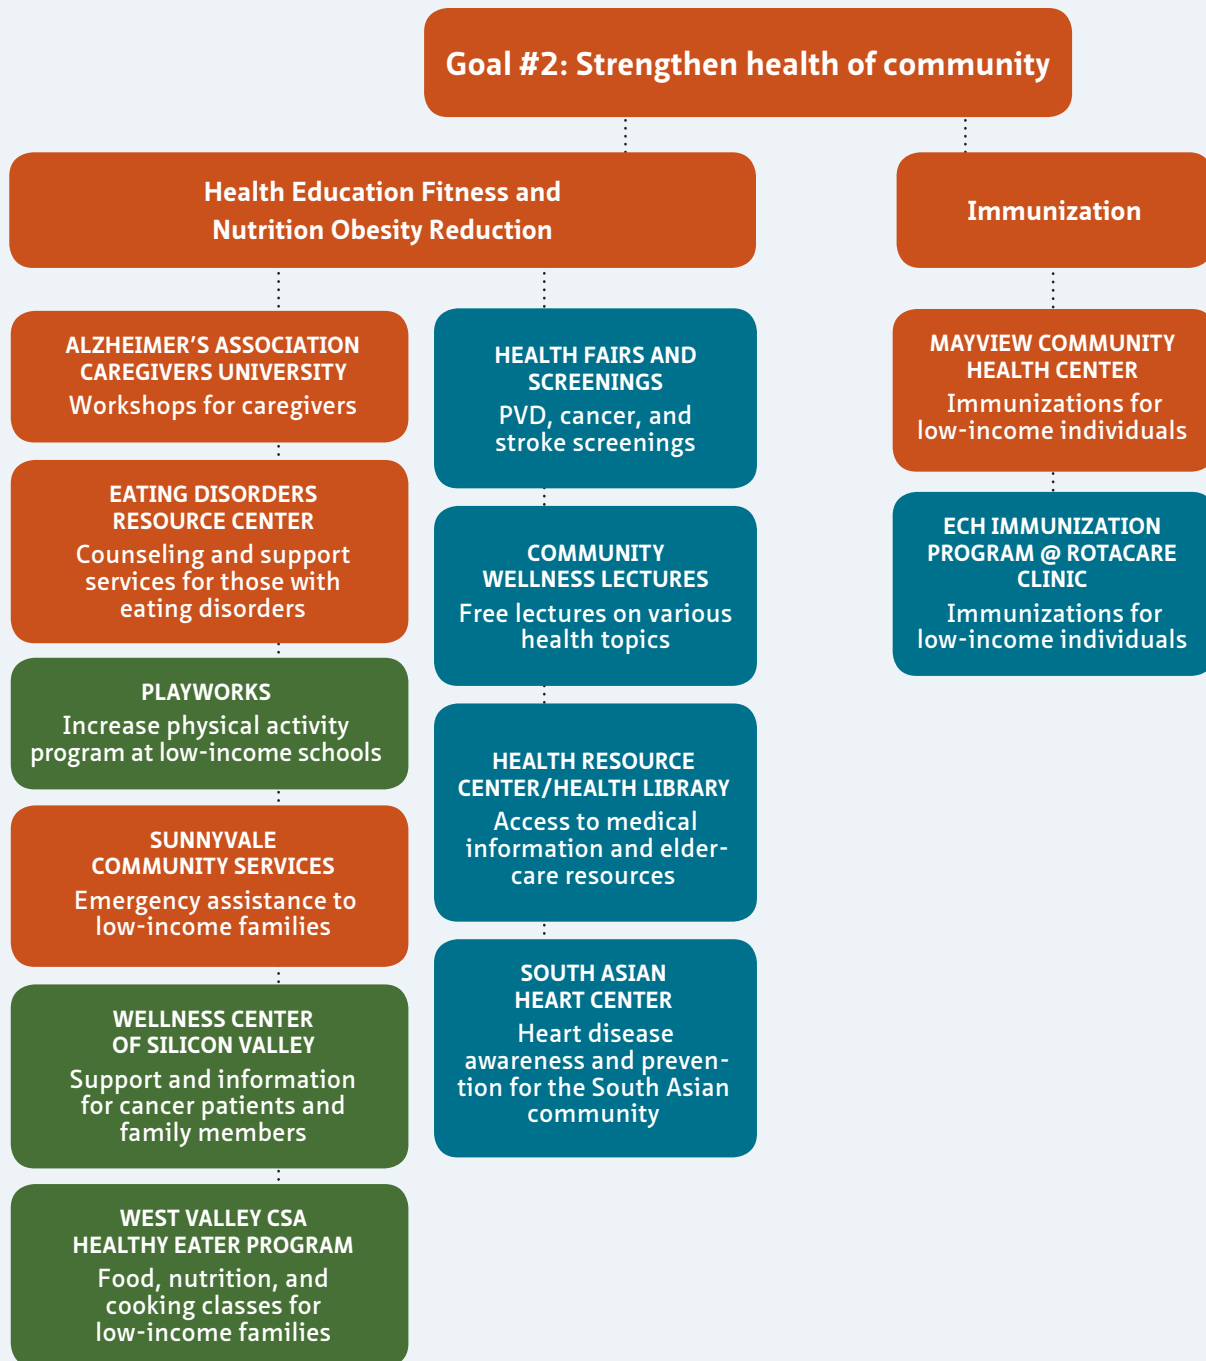 Goal #2: Strengthen health of community
Health Education Fitness and
Nutrition Obesity Reduction
ALZHEIMER’S ASSOCIATION
CAREGIVERS UNIVERSITY
Workshops for caregivers
EATING DISORDERS
RESOURCE CENTER
Counseling and support
services for those with
eating disorders
PLAYWORKS
Increase physical activity
program at low-income schools
SUNNYVALE
COMMUNITY SERVICES
Emergency assistance to
low-income families
WELLNESS CENTER
OF SILICON VALLEY
Support and information
for cancer patients and
family members
WEST VALLEY CSA
HEALTHY EATER PROGRAM
Food, nutrition, and
cooking classes for
low-income families
HEALTH FAIRS AND
SCREENINGS
PVD, cancer, and
stroke screenings
COMMUNITY
WELLNESS LECTURES
Free lectures on various
health topics
HEALTH RESOURCE
CENTER/HEALTH LIBRARY
Access to medical
information and elder-
care resources
SOUTH ASIAN
HEART CENTER
Heart disease
awareness and preven-
tion for the South Asian
community
Immunization
MAYVIEW COMMUNITY
HEALTH CENTER
Immunizations for
low-income individuals
ECH IMMUNIZATION
PROGRAM @ ROTACARE
CLINIC
Immunizations for
low-income individuals